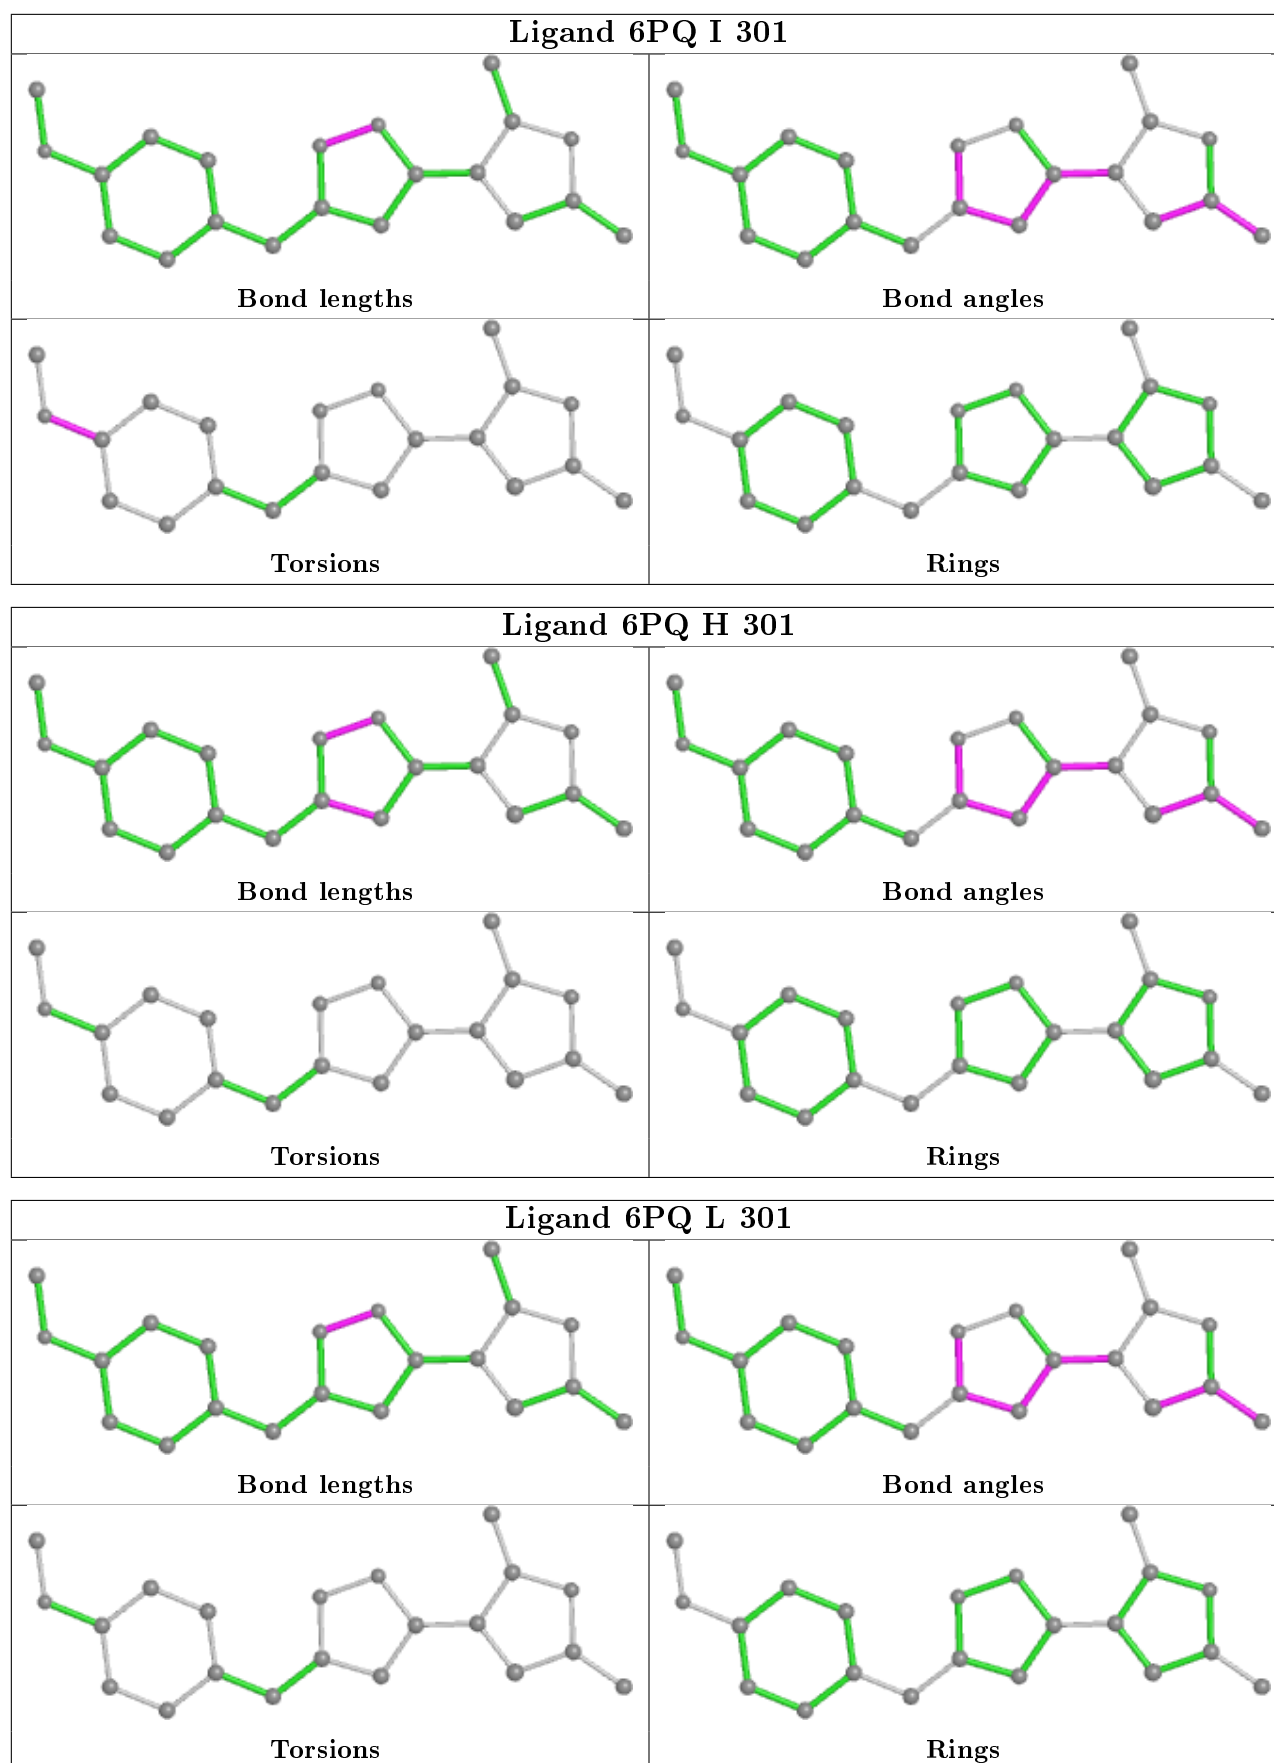 Ligand 6PQ I 301
Bond lengths
Bond angles
Torsions
Rings
Ligand 6PQ H 301
Bond lengths
Bond angles
Torsions
Rings
Ligand 6PQ L 301
Bond lengths
Bond angles
Torsions
Rings